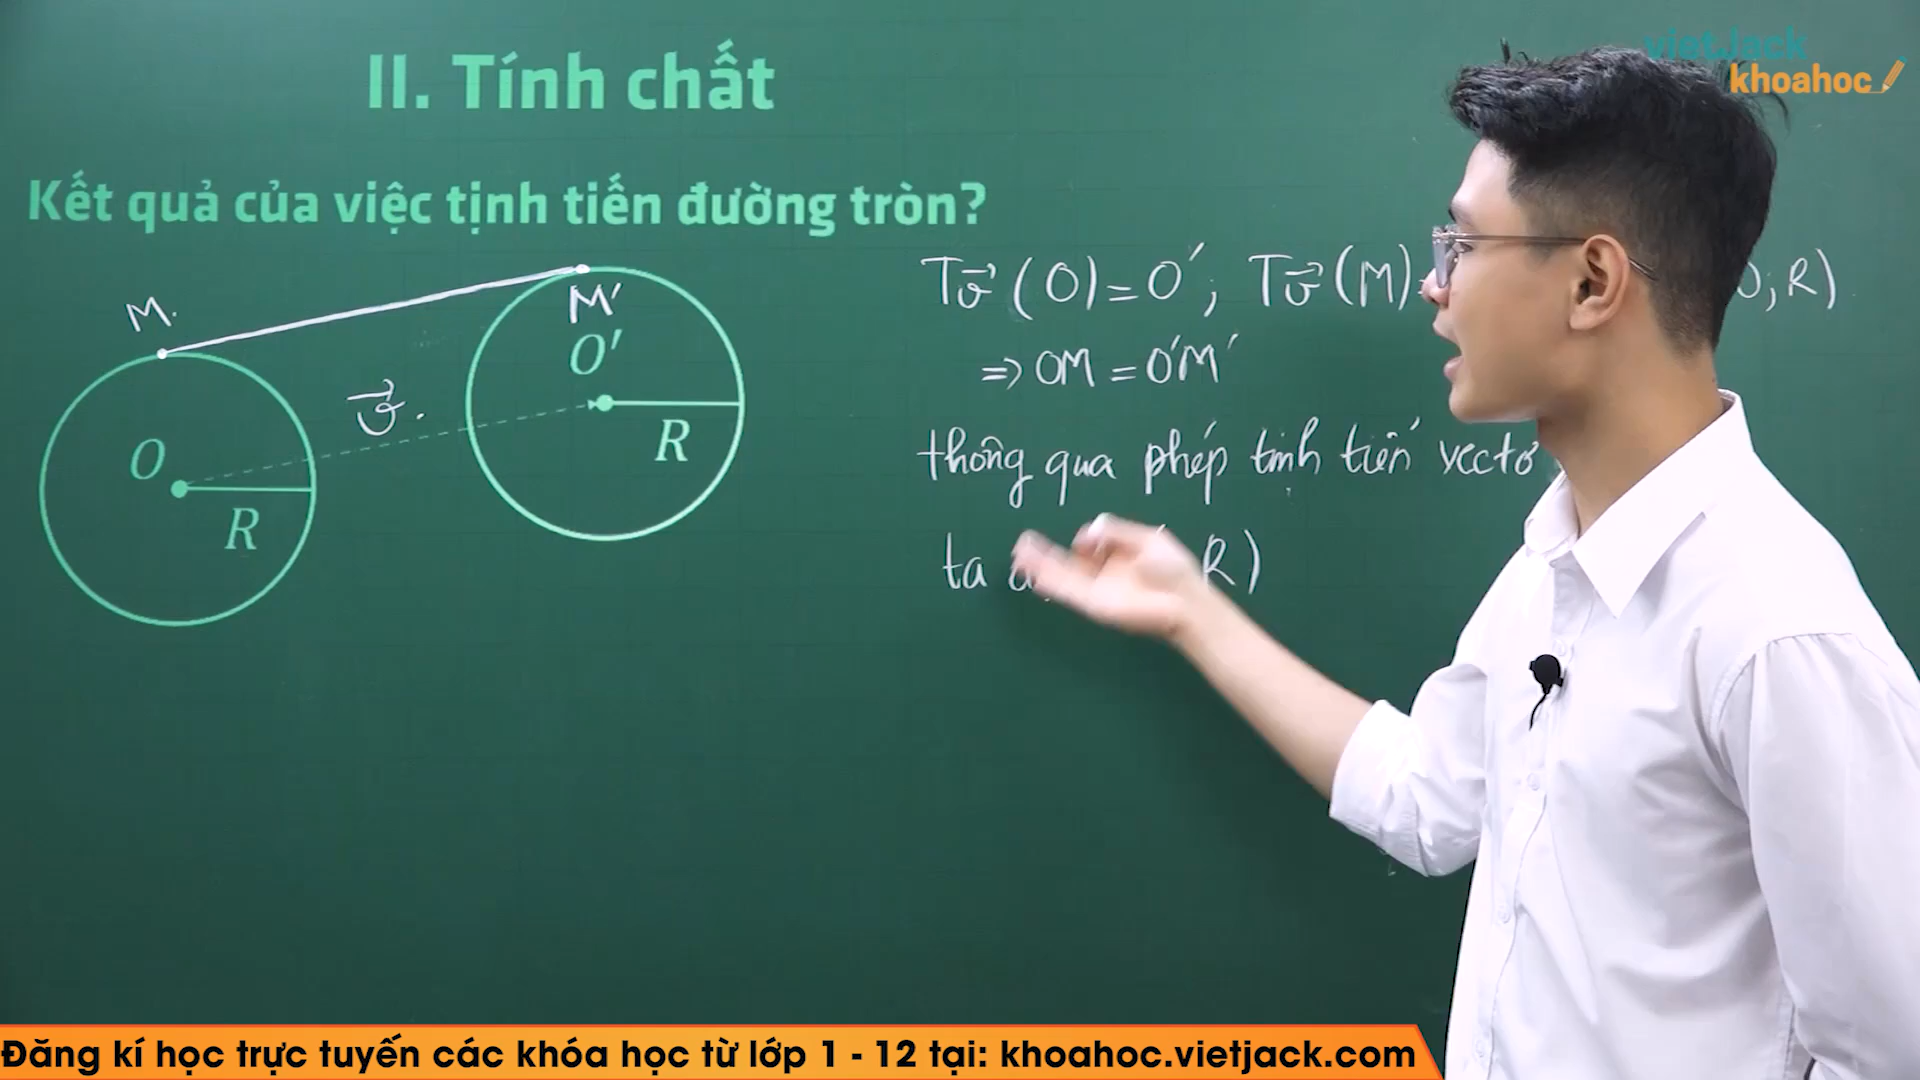 vietjack
khoahoc
II. Tính chất
Kết quả của việc tịnh tiến đường tròn?
M.
M'
O'
R
v⃗.
O
R
Tv⃗ (O) = O' ; Tv⃗ (M) O, R)
=> OM = O'M'
thông qua phép tịnh tiến vectơ
ta R)
Đăng kí học trực tuyến các khóa học từ lớp 1 - 12 tại: khoahoc.vietjack.com